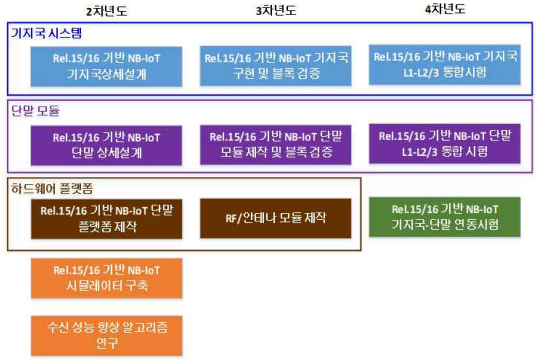 2차년도
3차년도
4차년도
기지국 시스템
Rel.15/16 기반 NB-IoT
기지국상세설계
Rel.15/16 기반 NB-IoT 기지국
구현 및 블록 검증
Rel.15/16 기반 NB-IoT 기지국
L1-L2/3 통합시험
단말 모듈
Rel.15/16 기반 NB-IoT
단말 상세설계
Rel.15/16 기반 NB-IoT 단말
모듈 제작 및 블록 검증
Rel.15/16 기반 NB-IoT 단말
L1-L2/3 통합 시험
하드웨어 플랫폼
Rel.15/16 기반 NB-IoT 단말
플랫폼 제작
RF/안테나 모듈 제작
Rel.15/16 기반 NB-IoT
기지국-단말 연동시험
Rel.15/16 기반 NB-IoT
시뮬레이터 구축
수신 성능 향상 알고리즘
연구